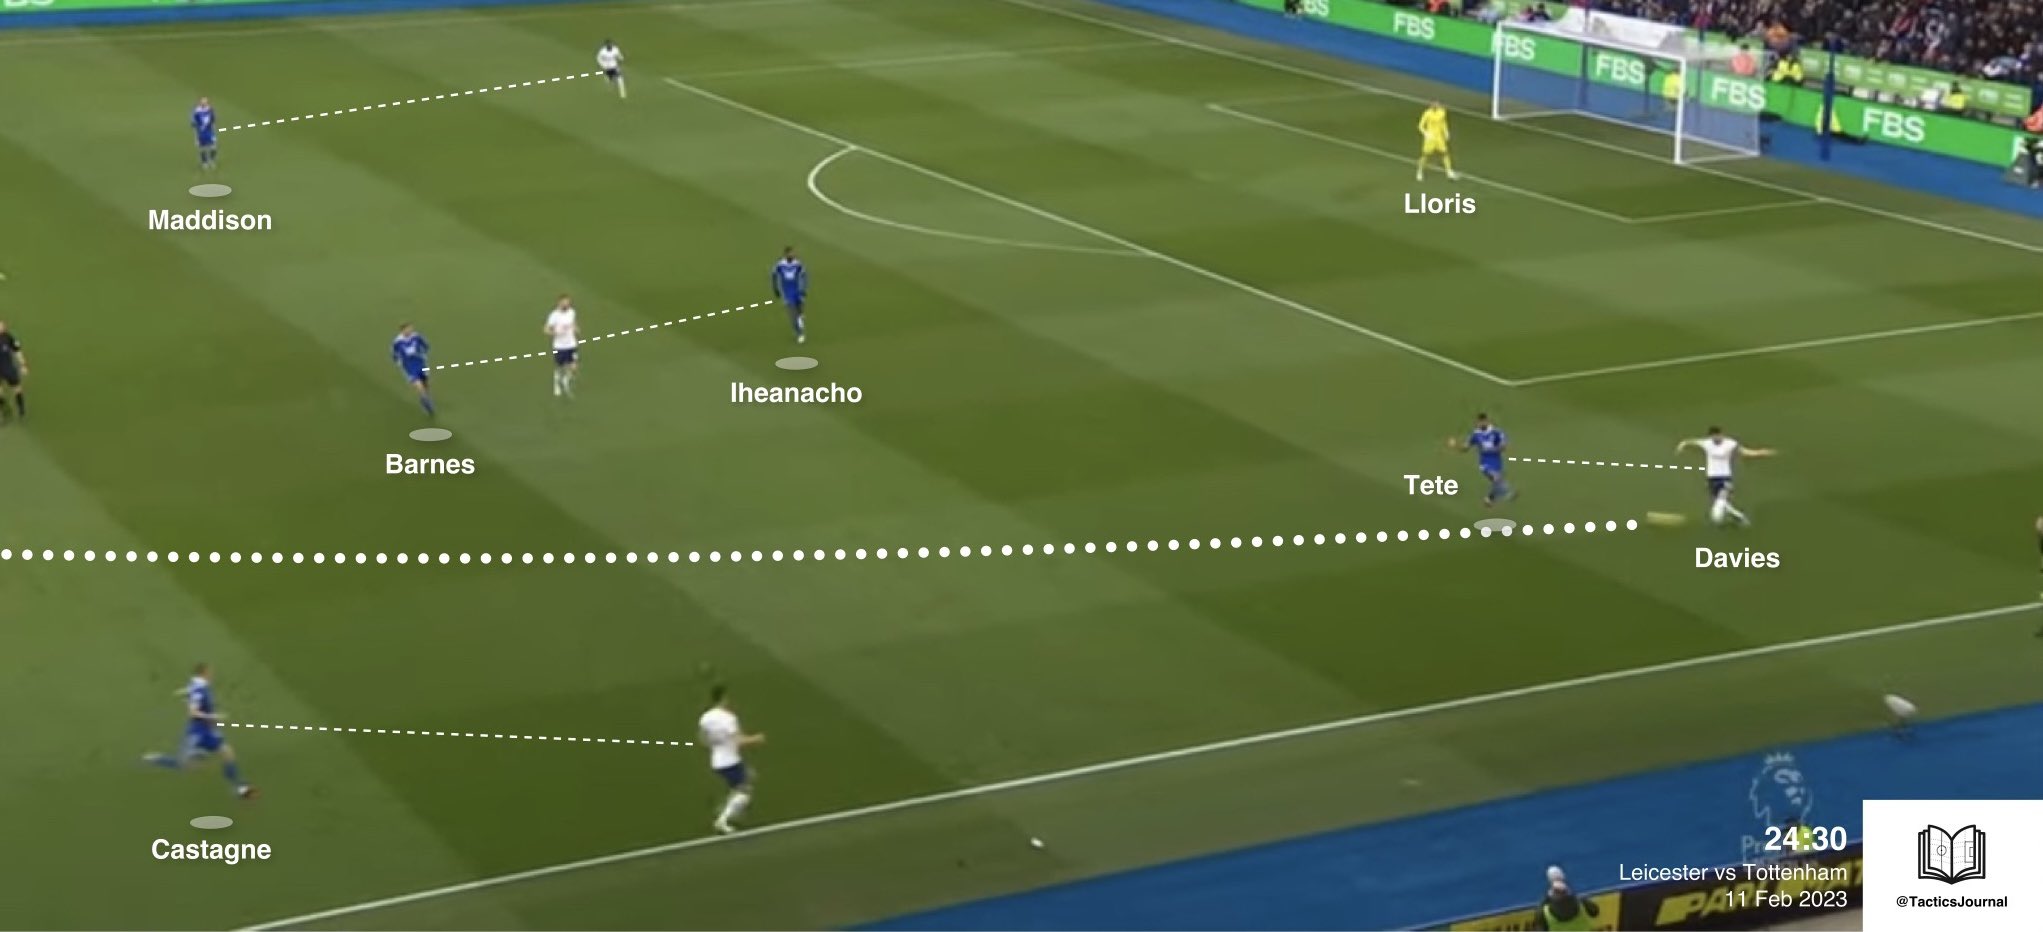 FBS
FBS
FBS
FBS
FBS
FBS
Lloris
Maddison
Iheanacho
Barnes
Tete
Davies
Castagne
24:30
Leicester vs Tottenham
11 Feb 2023
@TacticsJournal